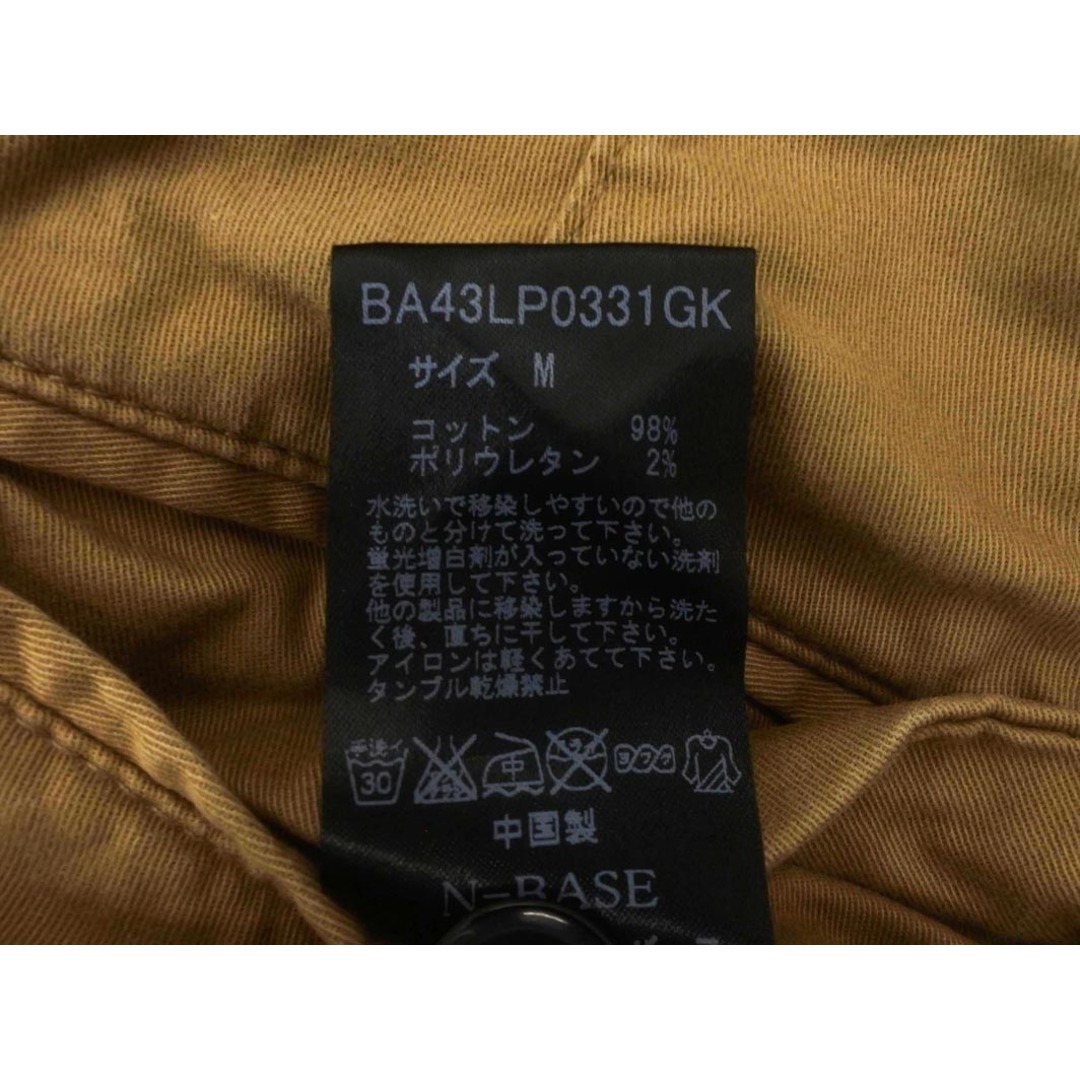 BA43LP0331GK
サイズ M
コットン 98%
ポリウレタン 2%
水洗いで移染しやすいので他の
ものと分けて洗って下さい。
蛍光増白剤が入っていない洗剤
を使用して下さい。
他の製品に移染しますから洗た
く後、直ちに干して下さい。
アイロンは軽くあてて下さい。
タンブル乾燥禁止
手洗イ 30 中 ドライ ヨワク
中国製
N-BASE